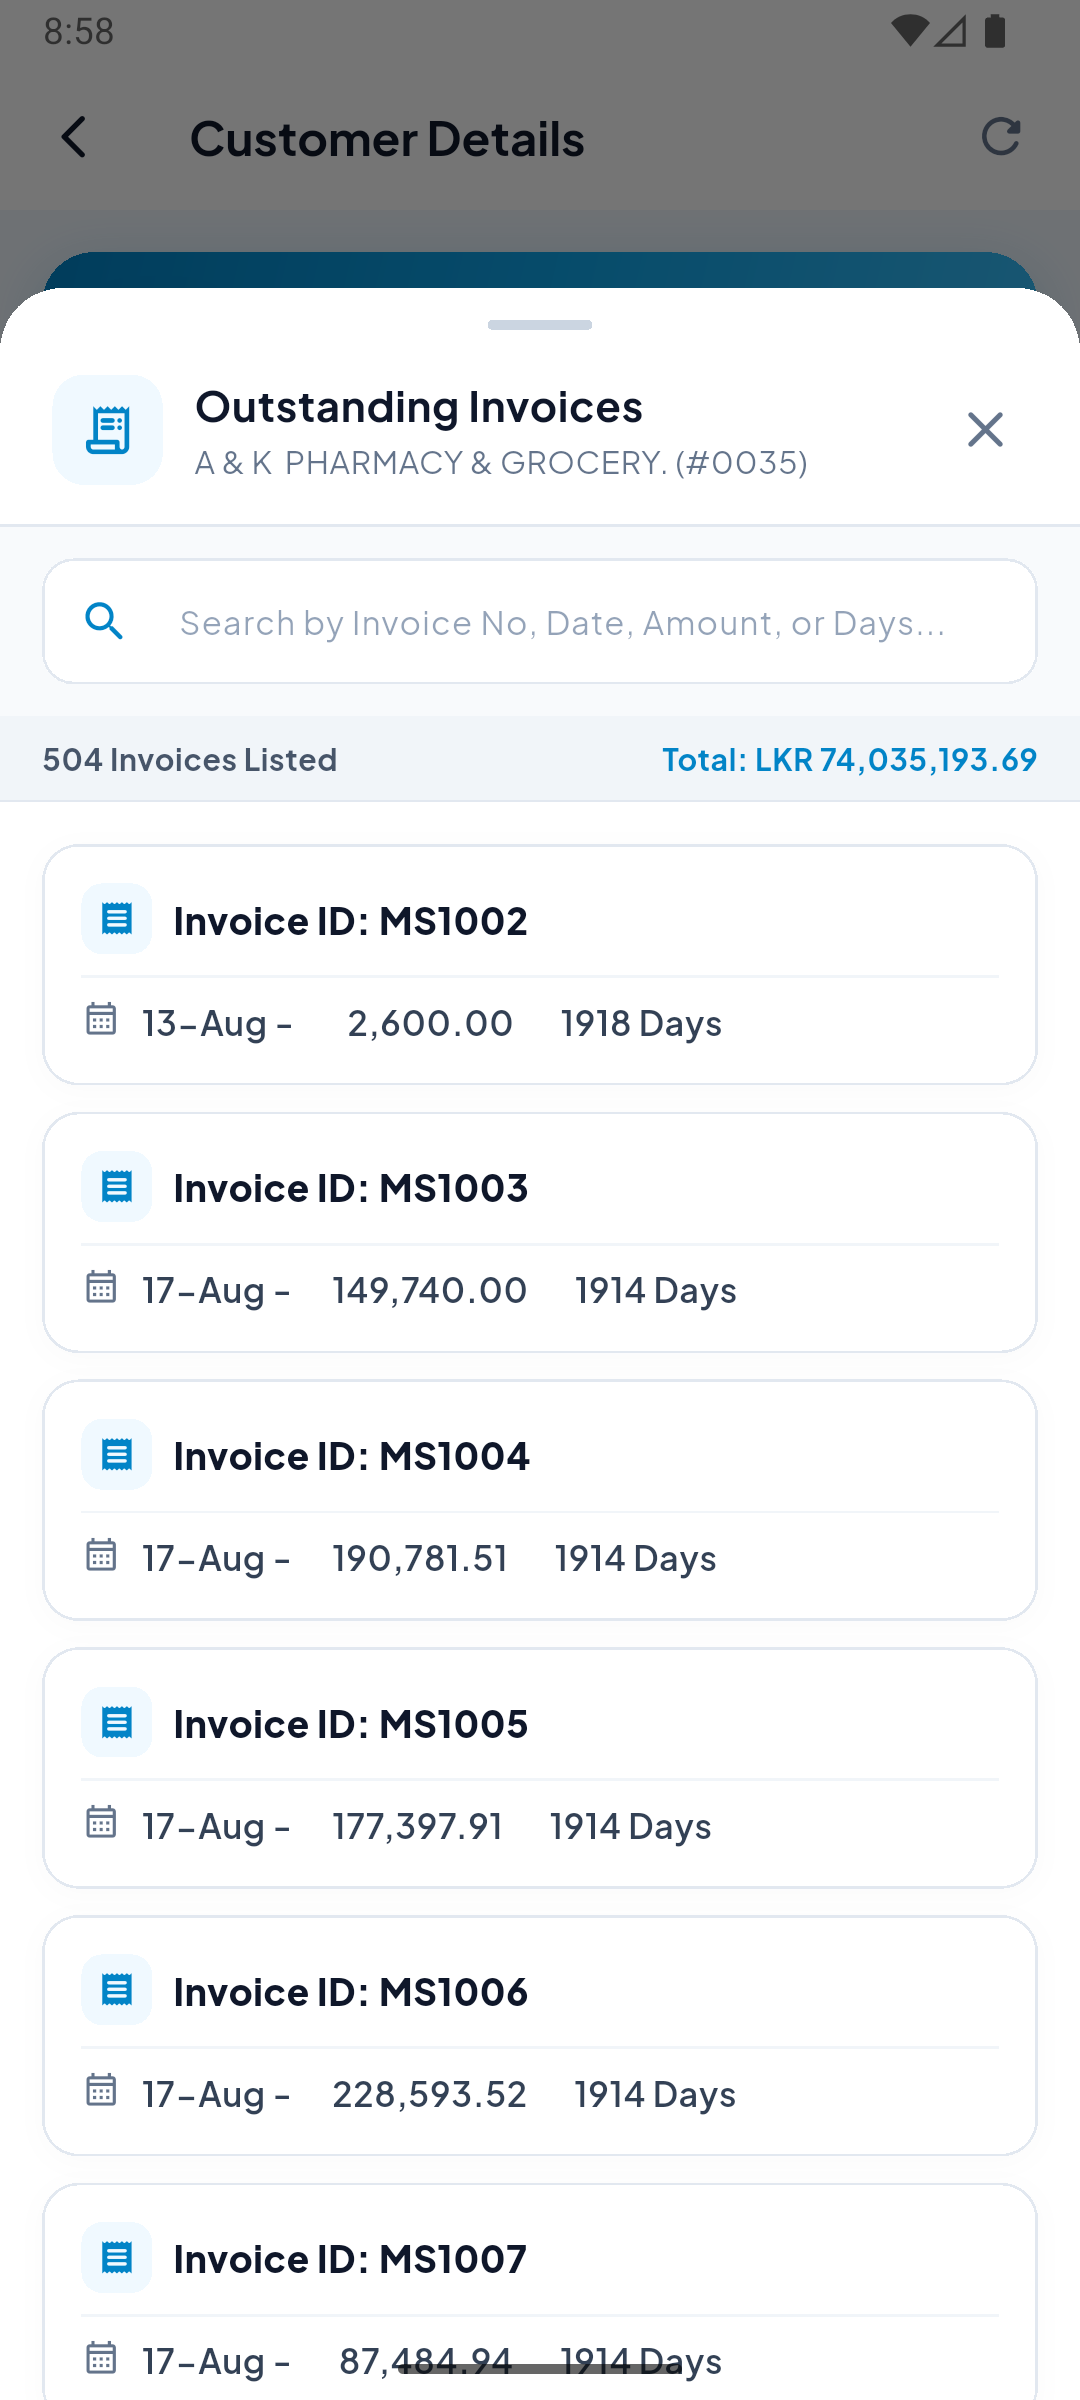 8:58
Customer Details
Outstanding Invoices
A & K PHARMACY & GROCERY. (#0035)
Search by Invoice No, Date, Amount, or Days...
504 Invoices Listed Total: LKR 74,035,193.69
Invoice ID: MS1002
13-Aug - 2,600.00 1918 Days
Invoice ID: MS1003
17-Aug - 149,740.00 1914 Days
Invoice ID: MS1004
17-Aug - 190,781.51 1914 Days
Invoice ID: MS1005
17-Aug - 177,397.91 1914 Days
Invoice ID: MS1006
17-Aug - 228,593.52 1914 Days
Invoice ID: MS1007
17-Aug - 87,484.94 1914 Days